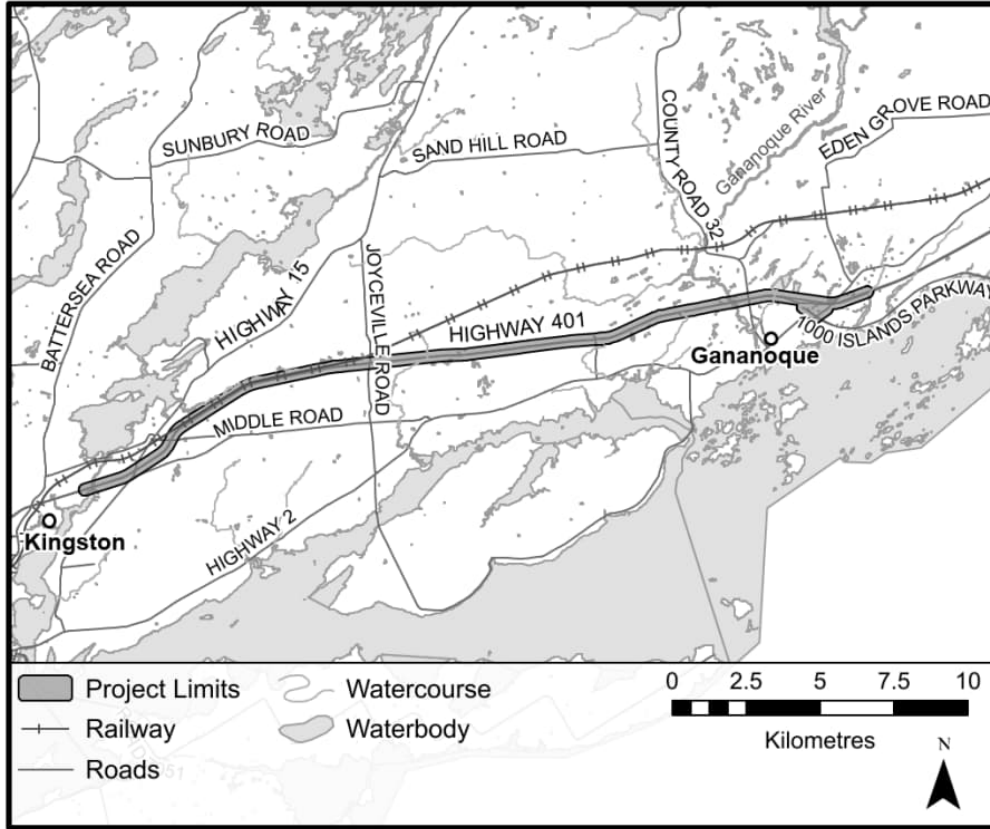 SUNBURY ROAD
SAND HILL ROAD
COUNTY ROAD 32
Gananoque River
EDEN GROVE ROAD
BATTERSEA ROAD
HIGHWAY 15
JOYCEVILLE ROAD
HIGHWAY 401
1000 ISLANDS PARKWAY
Gananoque
MIDDLE ROAD
Kingston
HIGHWAY 2
Project Limits
Railway
Roads
Watercourse
Waterbody
0 2.5 5 7.5 10
Kilometres
N